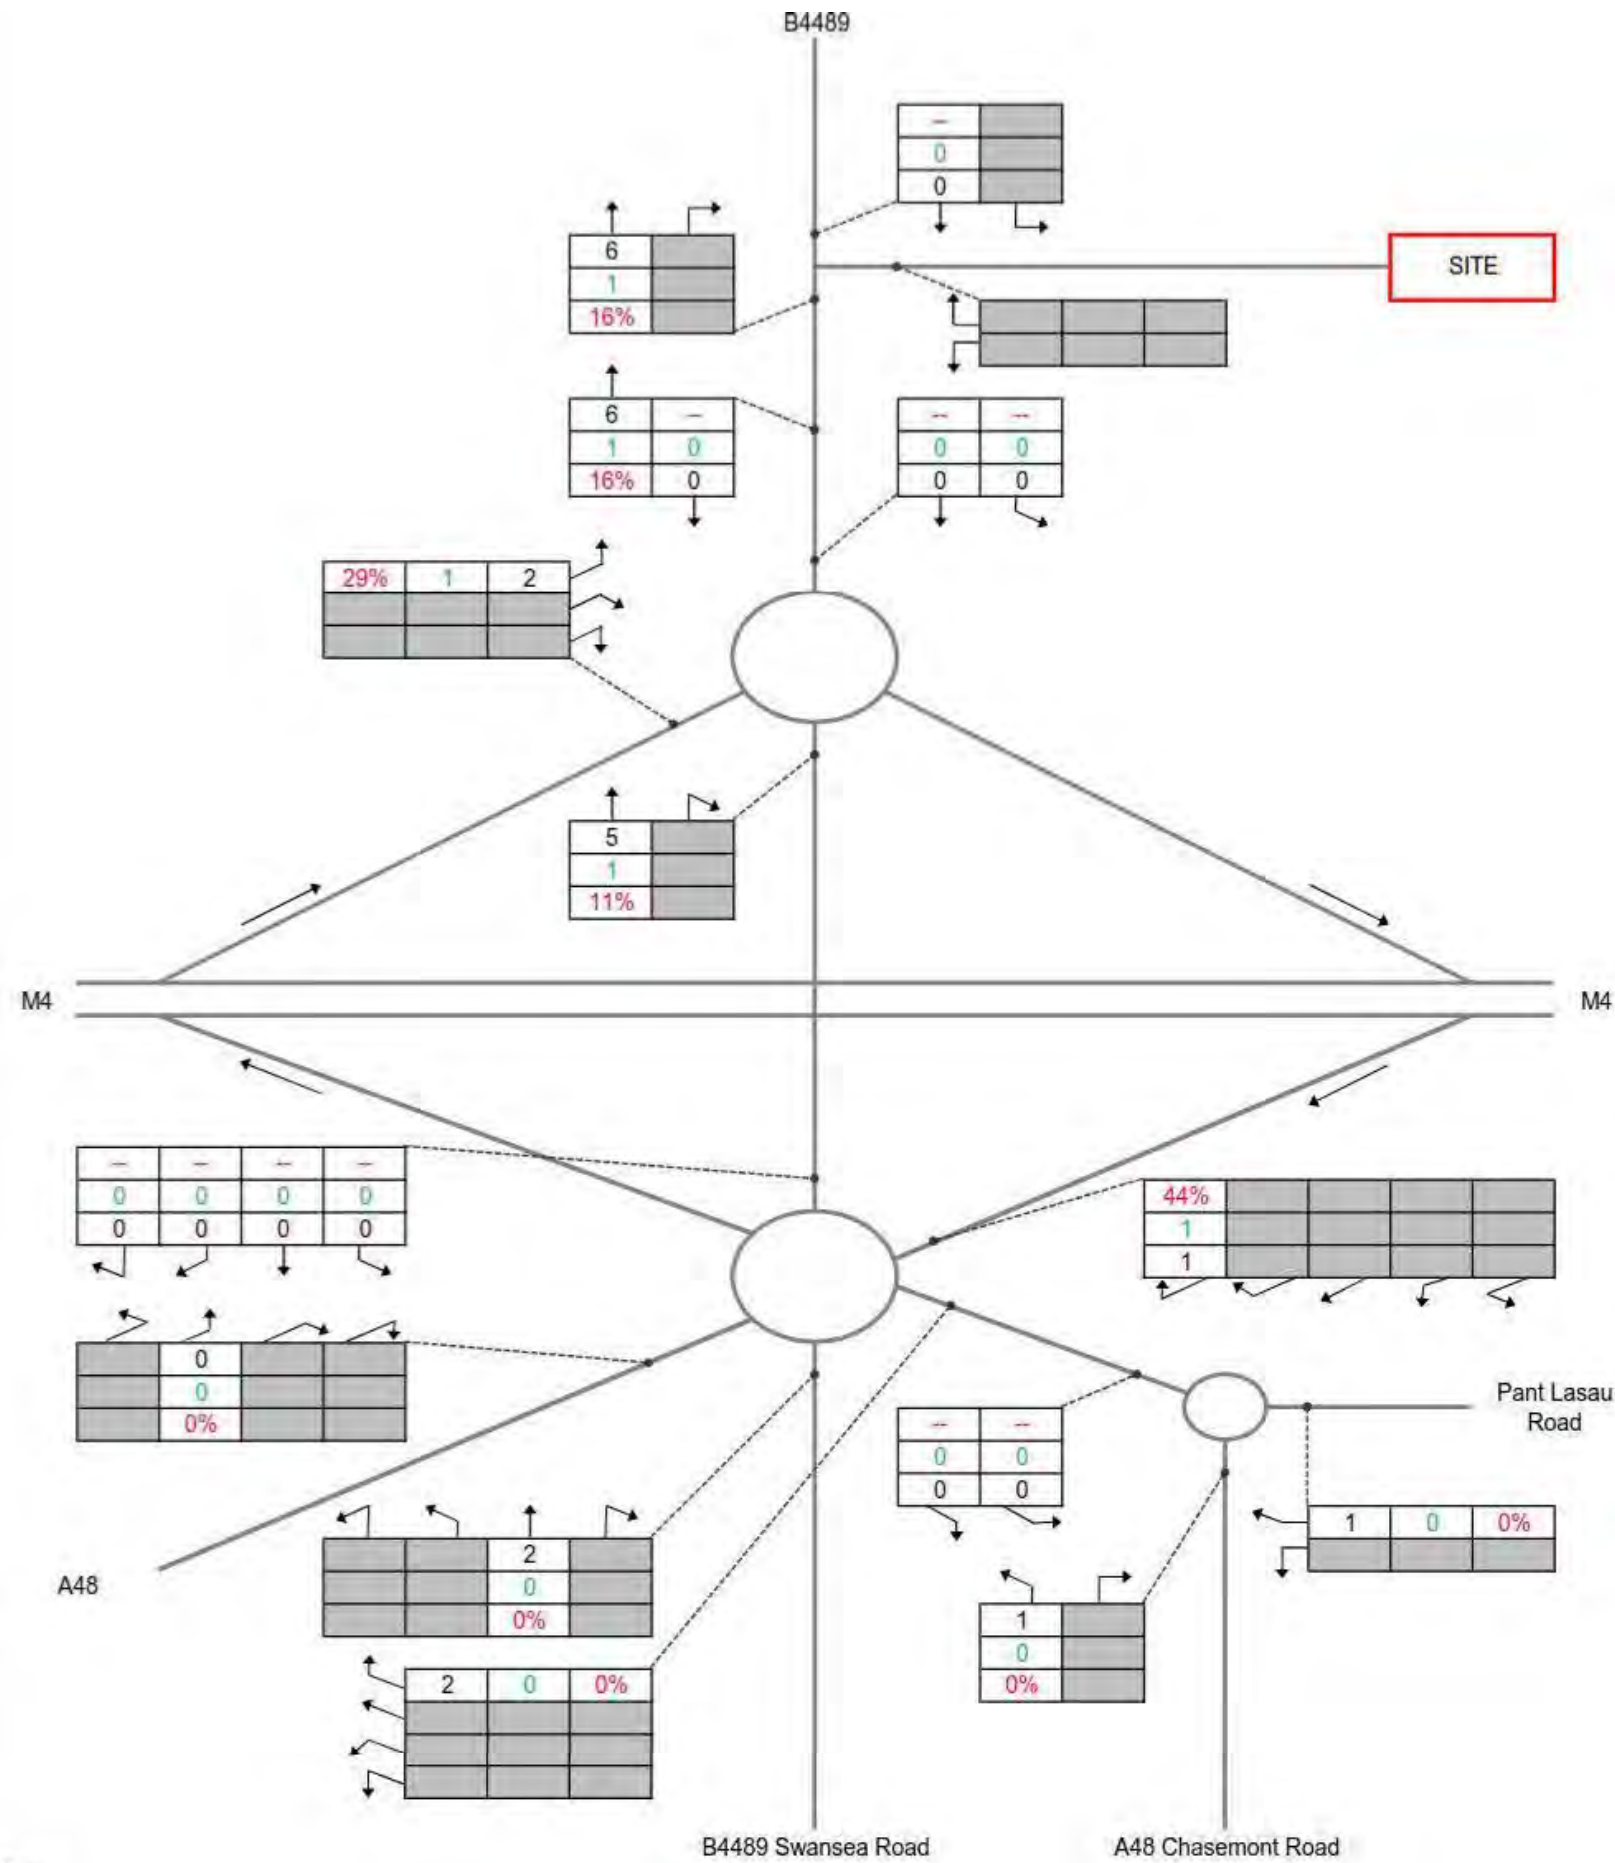 B4489
--
0
0
6
1
16%
SITE
6 --
1 0
16% 0
-- --
0 0
0 0
29% 1 2
5
1
11%
M4
M4
-- -- -- --
0 0 0 0
0 0 0 0
44%
1
1
0
0
0%
-- --
0 0
0 0
Pant Lasau
Road
1 0 0%
2
0
0%
A48
1
0
0%
2 0 0%
B4489 Swansea Road
A48 Chasemont Road